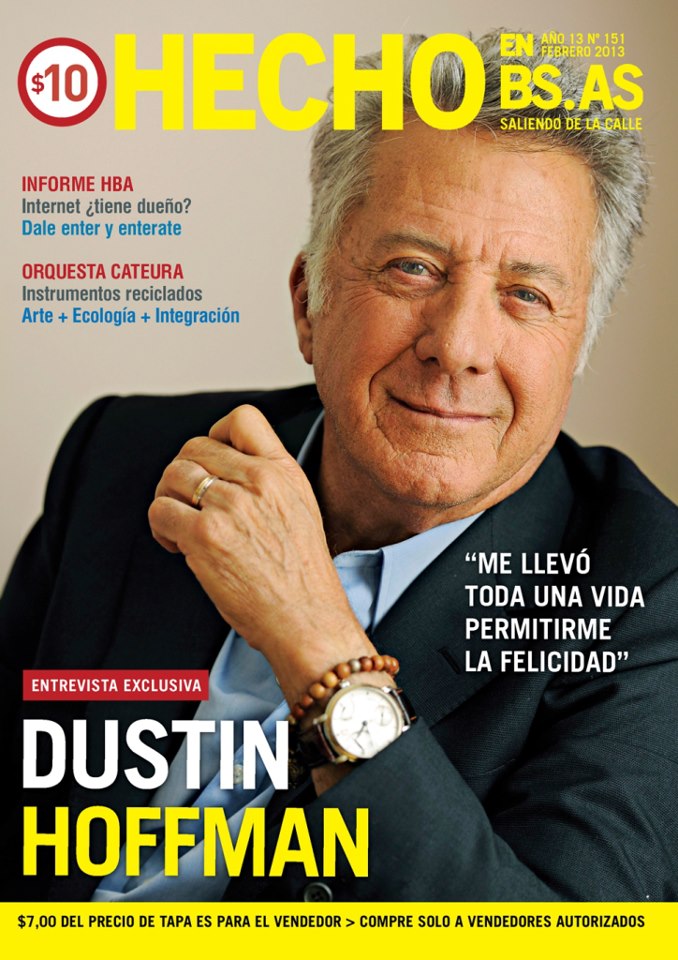 $10
HECHO
EN
BS.AS
AÑO 13 Nº 151
FEBRERO 2013
SALIENDO DE LA CALLE
INFORME HBA
Internet ¿tiene dueño?
Dale enter y enterate
ORQUESTA CATEURA
Instrumentos reciclados
Arte + Ecología + Integración
“ME LLEVÓ
TODA UNA VIDA
PERMITIRME
LA FELICIDAD”
ENTREVISTA EXCLUSIVA
DUSTIN
HOFFMAN
$7,00 DEL PRECIO DE TAPA ES PARA EL VENDEDOR > COMPRE SOLO A VENDEDORES AUTORIZADOS